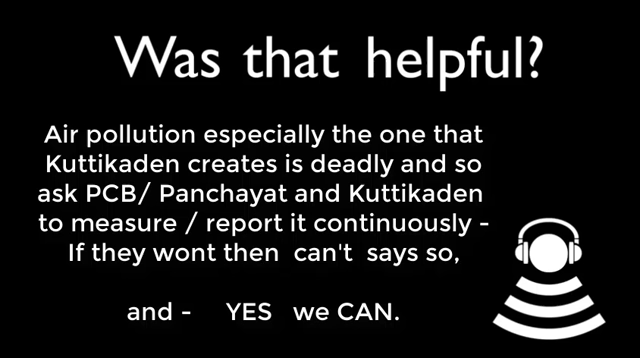 Was that helpful?
Air pollution especially the one that
Kuttikaden creates is deadly and so
ask PCB/ Panchayat and Kuttikaden
to measure / report it continuously -
If they wont then can't says so,
and - YES we CAN.